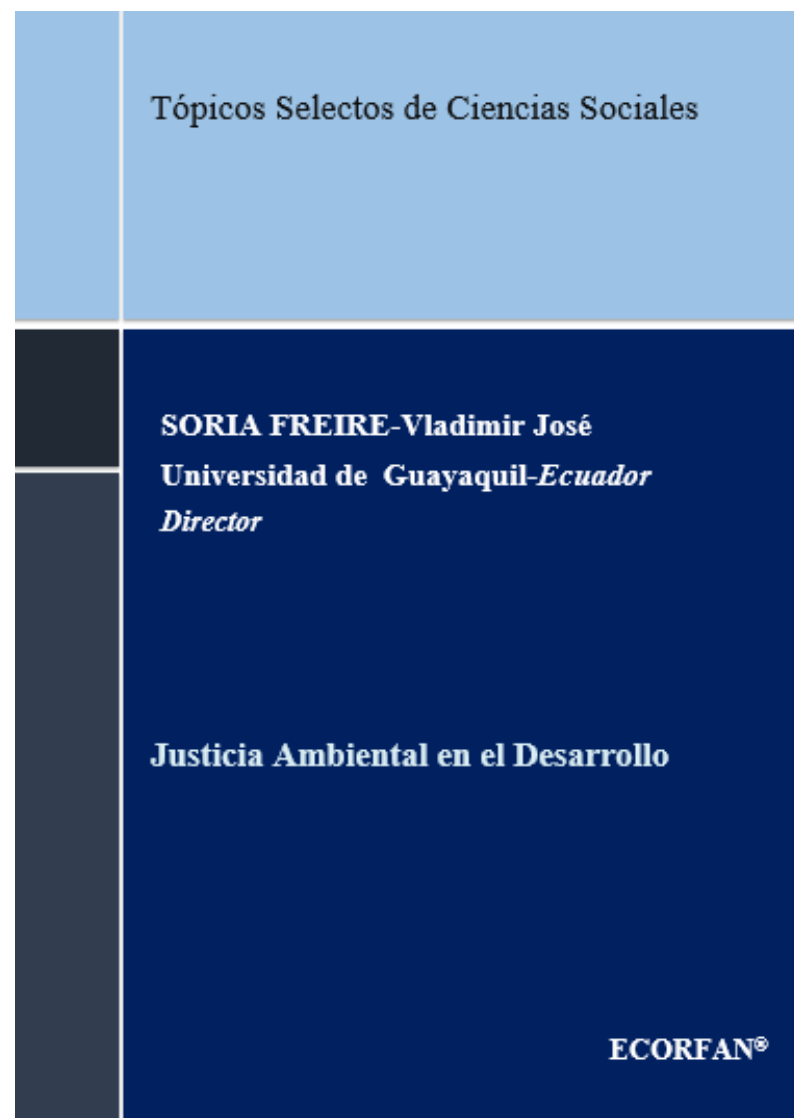 Tópicos Selectos de Ciencias Sociales
SORIA FREIRE-Vladimir José
Universidad de Guayaquil-Ecuador
Director
Justicia Ambiental en el Desarrollo
ECORFAN®